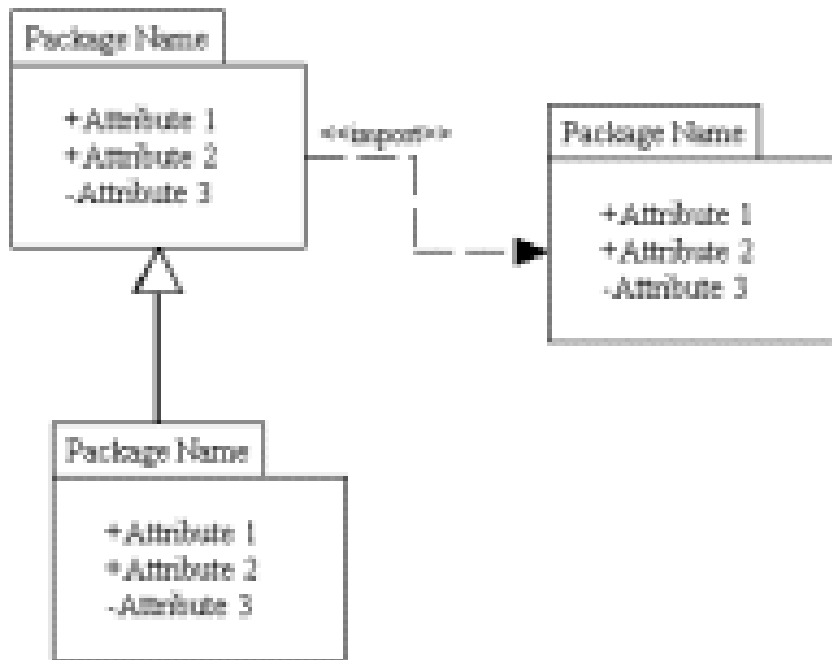 Package Name
+Attribute 1
+Attribute 2
-Attribute 3
<<import>>
Package Name
+Attribute 1
+Attribute 2
-Attribute 3
Package Name
+Attribute 1
+Attribute 2
-Attribute 3